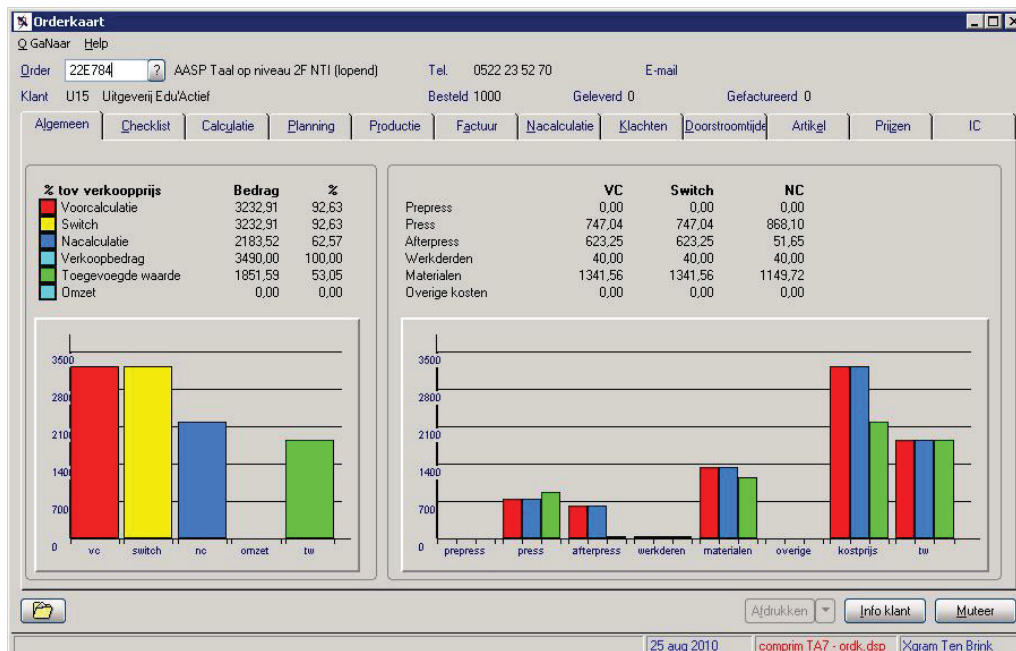 Orderkaart
Q GaNaar Help
Order 22E784 ? AASP Taal op niveau 2F NTI (lopend) Tel. 0522 23 52 70 E-mail
Klant U15 Uitgeverij Edu'Actief Besteld 1000 Geleverd 0 Gefactureerd 0
Algemeen Checklist Calculatie Planning Productie Factuur Nacalculatie Klachten Doorstroomtijde Artikel Prijzen IC
% tov verkoopprijs Bedrag %
Voorcalculatie 3232,91 92,63
Switch 3232,91 92,63
Nacalculatie 2183,52 62,57
Verkoopbedrag 3490,00 100,00
Toegevoegde waarde 1851,59 53,05
Omzet 0,00 0,00
VC Switch NC
Prepress 0,00 0,00 0,00
Press 747,04 747,04 868,10
Afterpress 623,25 623,25 51,65
Werkderden 40,00 40,00 40,00
Materialen 1341,56 1341,56 1149,72
Overige kosten 0,00 0,00 0,00
3500
2800
2100
1400
700
0
vc switch nc omzet tw
3500
2800
2100
1400
700
0
prepress press afterpress werkderen materialen overige kostprijs tw
Afdrukken Info klant Muteer
25 aug 2010 comprim TA7 - ordk.dsp Xgram Ten Brink